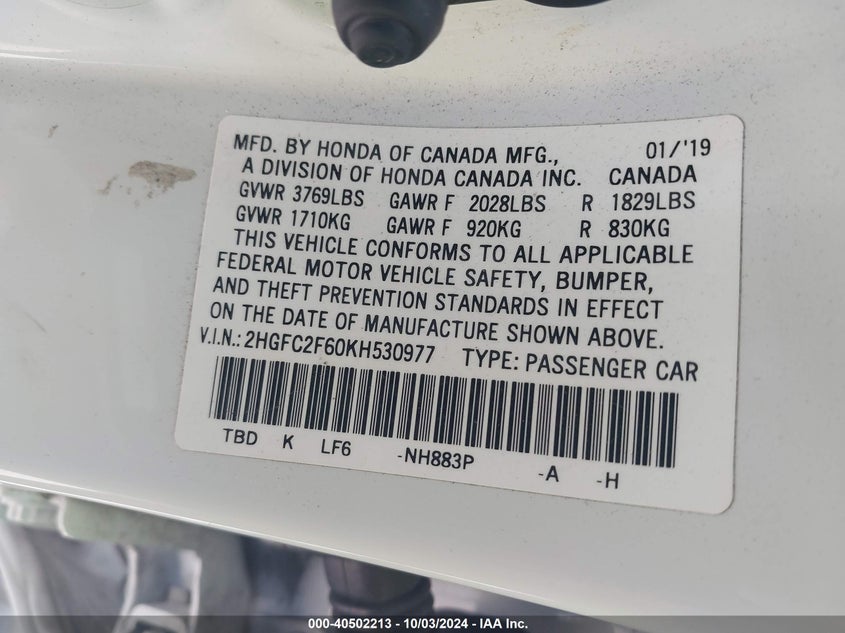 MFD. BY HONDA OF CANADA MFG., 01/'19
A DIVISION OF HONDA CANADA INC. CANADA
GVWR 3769LBS GAWR F 2028LBS R 1829LBS
GVWR 1710KG GAWR F 920KG R 830KG
THIS VEHICLE CONFORMS TO ALL APPLICABLE
FEDERAL MOTOR VEHICLE SAFETY, BUMPER,
AND THEFT PREVENTION STANDARDS IN EFFECT
ON THE DATE OF MANUFACTURE SHOWN ABOVE.
V.I.N.: 2HGFC2F60KH530977 TYPE: PASSENGER CAR
TBD K LF6 -NH883P -A -H
000-40502213 - 10/03/2024 - IAA Inc.